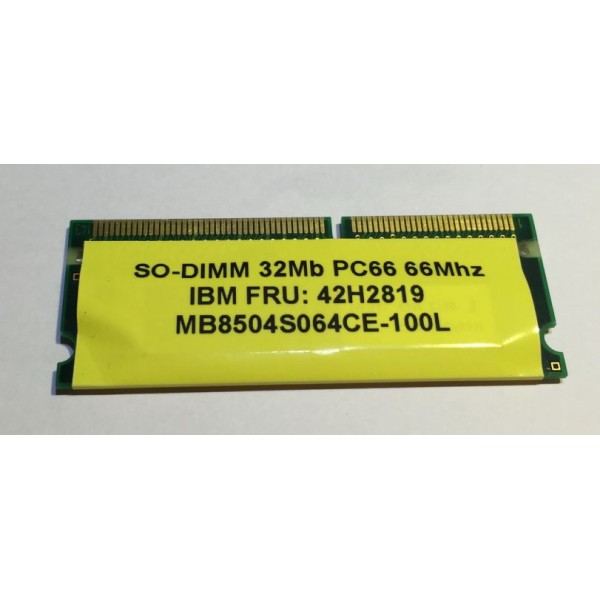 SO-DIMM 32Mb PC66 66Mhz
IBM FRU: 42H2819
MB8504S064CE-100L